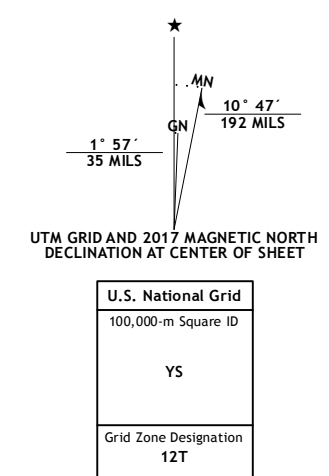 ★
MN
10° 47´
192 MILS
GN
1° 57´
35 MILS
UTM GRID AND 2017 MAGNETIC NORTH
DECLINATION AT CENTER OF SHEET
U.S. National Grid
100,000-m Square ID
YS
Grid Zone Designation
12T